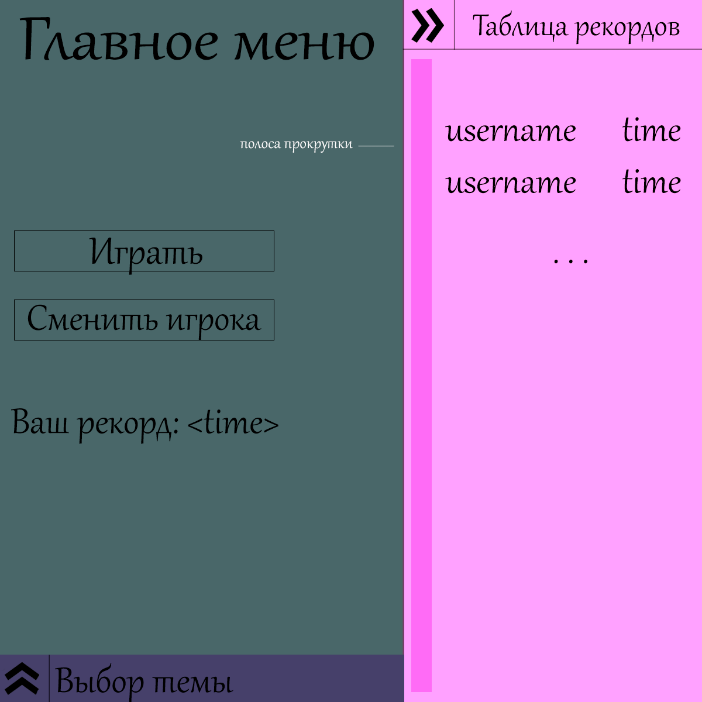 Главное меню
полоса прокрутки
Играть
Сменить игрока
Ваш рекорд: <time>
Выбор темы
Таблица рекордов
username time
username time
. . .